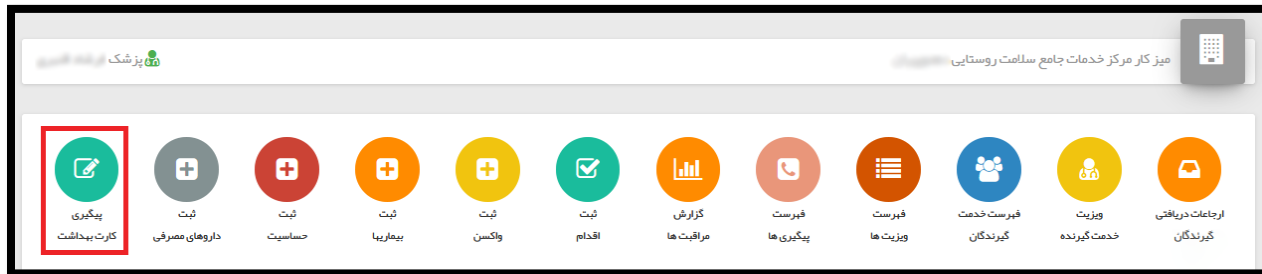 میز کار مرکز خدمات جامع سلامت روستایی
پزشک
ارجاعات دریافتی
گیرندگان
ویزیت
خدمت گیرنده
فهرست خدمت
گیرندگان
فهرست
ویزیت ها
فهرست
پیگیری ها
گزارش
مراقبت ها
ثبت
اقدام
ثبت
واکسن
ثبت
بیماریها
ثبت
حساسیت
ثبت
داروهای مصرفی
پیگیری
کارت بهداشت